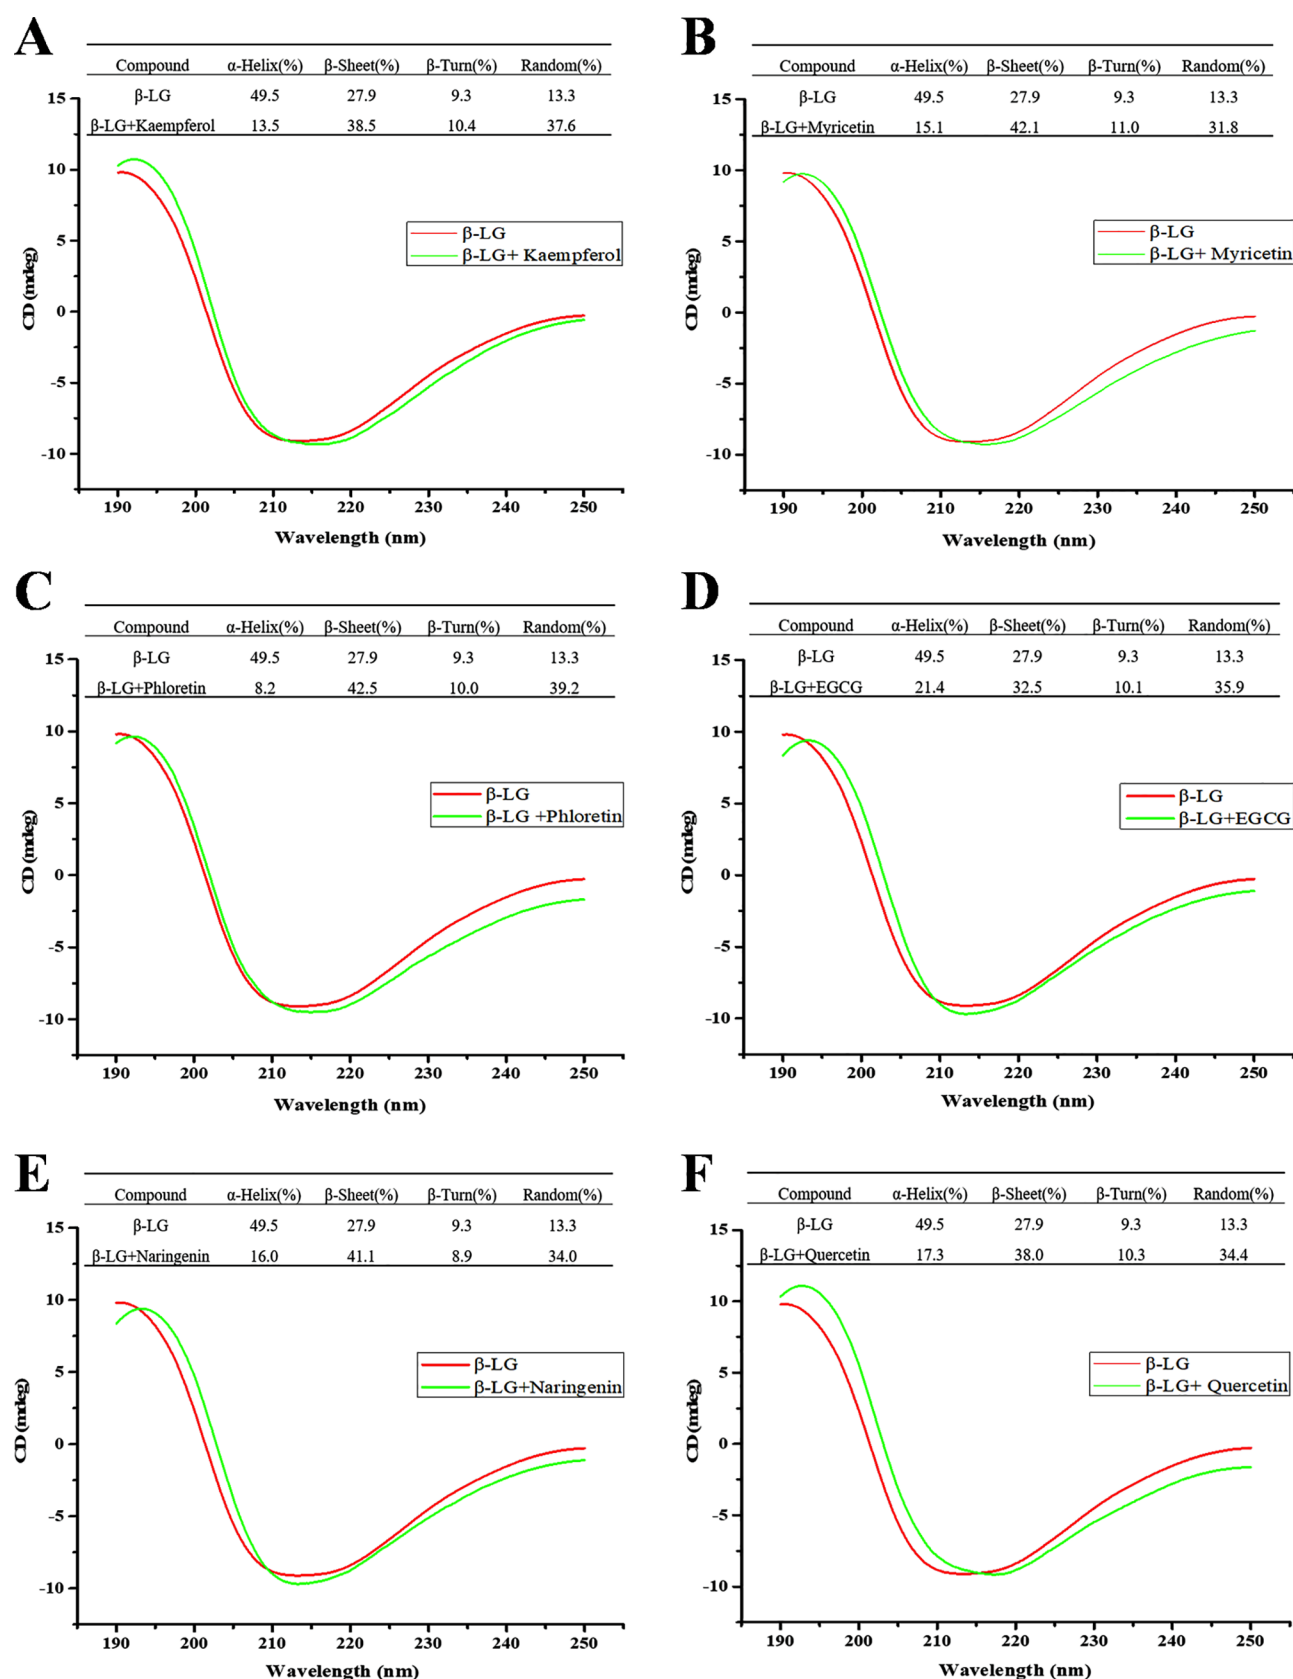 A
Compound α-Helix(%) β-Sheet(%) β-Turn(%) Random(%)
β-LG 49.5 27.9 9.3 13.3
β-LG+Kaempferol 13.5 38.5 10.4 37.6
15
10
5
0
-5
-10
CD (mdeg)
β-LG
β-LG+ Kaempferol
190 200 210 220 230 240 250
Wavelength (nm)
B
Compound α-Helix(%) β-Sheet(%) β-Turn(%) Random(%)
β-LG 49.5 27.9 9.3 13.3
β-LG+Myricetin 15.1 42.1 11.0 31.8
15
10
5
0
-5
-10
CD (mdeg)
β-LG
β-LG+ Myricetin
190 200 210 220 230 240 250
Wavelength (nm)
C
Compound α-Helix(%) β-Sheet(%) β-Turn(%) Random(%)
β-LG 49.5 27.9 9.3 13.3
β-LG+Phloretin 8.2 42.5 10.0 39.2
15
10
5
0
-5
-10
CD (mdeg)
β-LG
β-LG +Phloretin
190 200 210 220 230 240 250
Wavelength (nm)
D
Compound α-Helix(%) β-Sheet(%) β-Turn(%) Random(%)
β-LG 49.5 27.9 9.3 13.3
β-LG+EGCG 21.4 32.5 10.1 35.9
15
10
5
0
-5
-10
CD (mdeg)
β-LG
β-LG+EGCG
190 200 210 220 230 240 250
Wavelength (nm)
E
Compound α-Helix(%) β-Sheet(%) β-Turn(%) Random(%)
β-LG 49.5 27.9 9.3 13.3
β-LG+Naringenin 16.0 41.1 8.9 34.0
15
10
5
0
-5
-10
CD (mdeg)
β-LG
β-LG+Naringenin
190 200 210 220 230 240 250
Wavelength (nm)
F
Compound α-Helix(%) β-Sheet(%) β-Turn(%) Random(%)
β-LG 49.5 27.9 9.3 13.3
β-LG+Quercetin 17.3 38.0 10.3 34.4
15
10
5
0
-5
-10
CD (mdeg)
β-LG
β-LG+ Quercetin
190 200 210 220 230 240 250
Wavelength (nm)